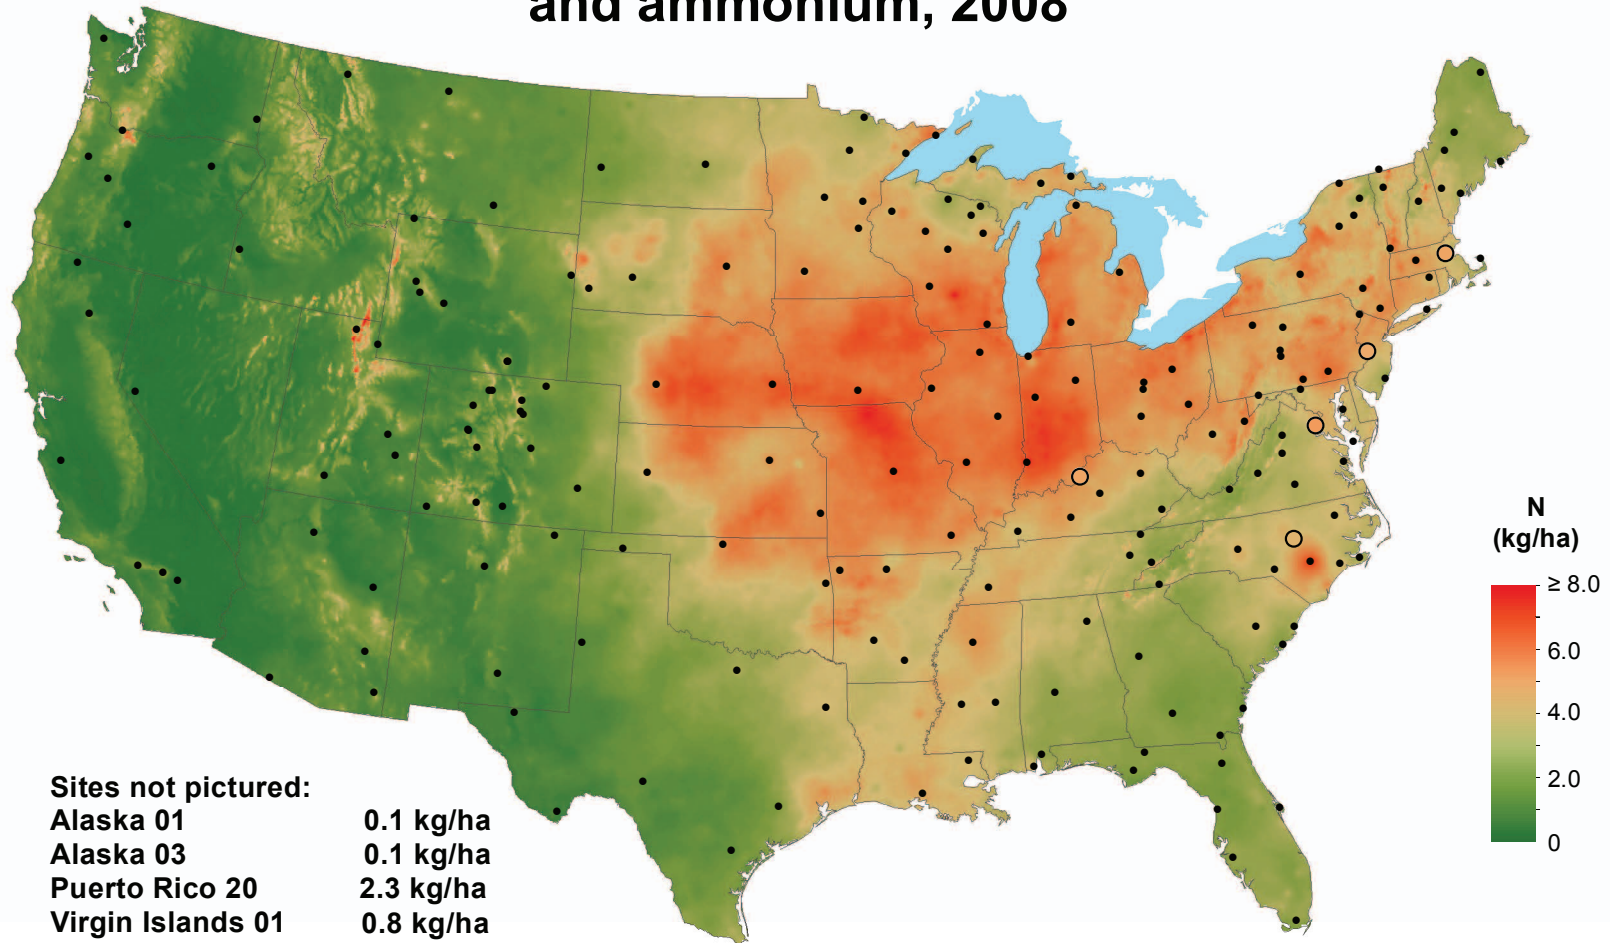 and ammonium, 2008
N
(kg/ha)
≥ 8.0
6.0
4.0
2.0
0
Sites not pictured:
Alaska 01 0.1 kg/ha
Alaska 03 0.1 kg/ha
Puerto Rico 20 2.3 kg/ha
Virgin Islands 01 0.8 kg/ha